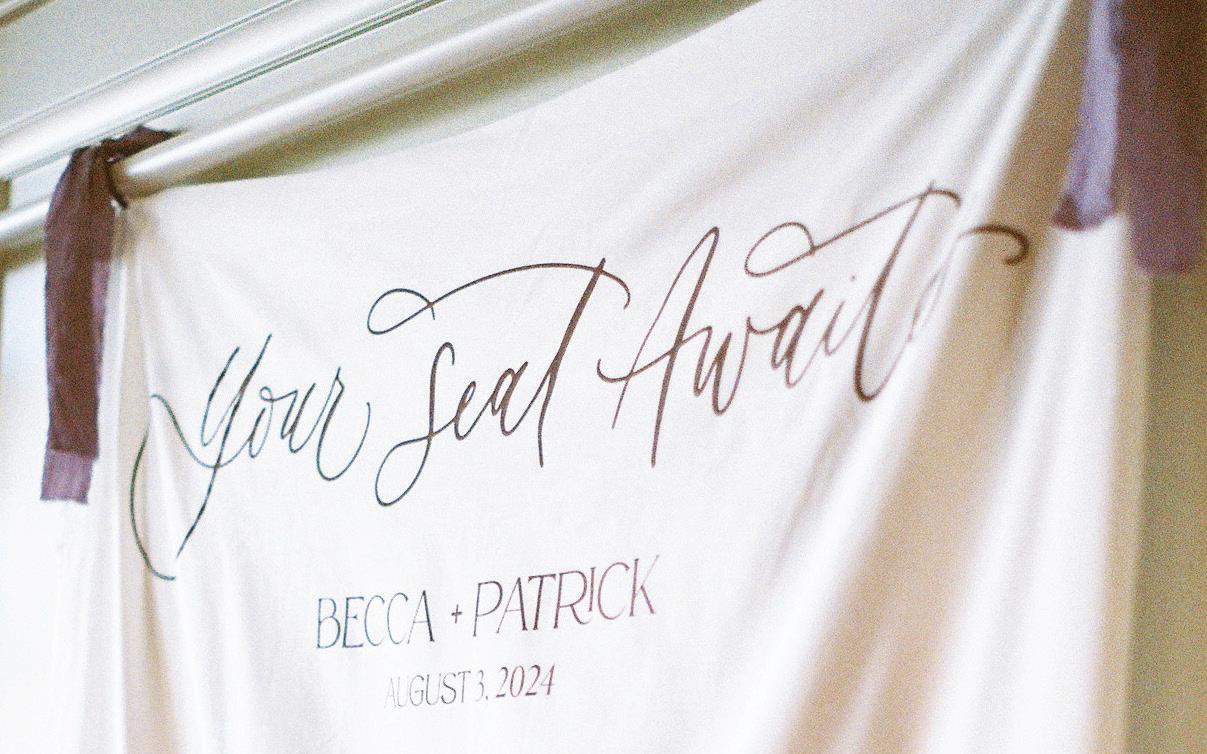 Your Seat Awaits
BECCA + PATRICK
AUGUST 3, 2024